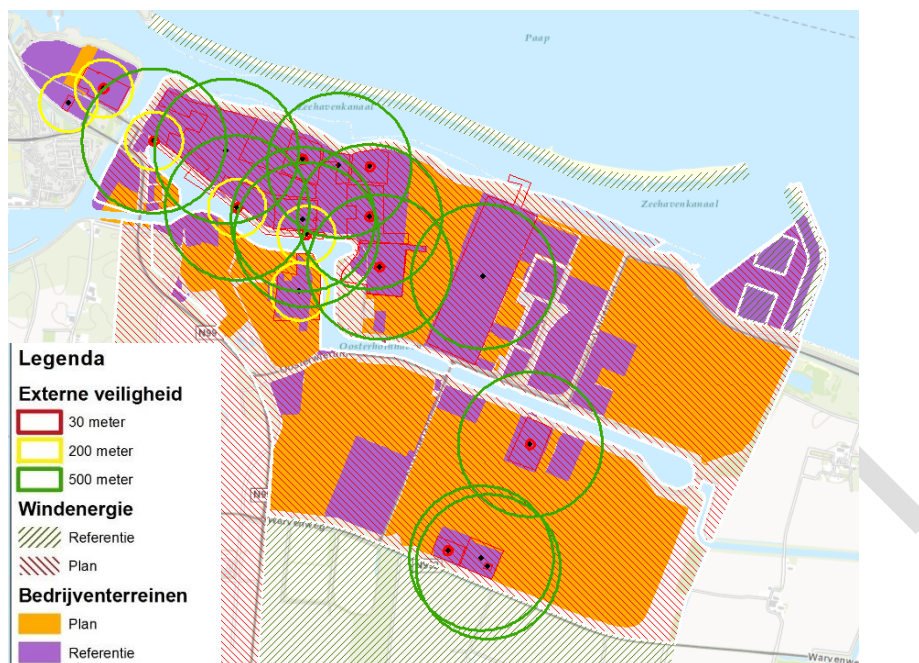 Paap
Zeehavenkanaal
Zeehavenkanaal
N99
Warvenweg
Warvenweg
Legenda
Externe veiligheid
30 meter
200 meter
500 meter
Windenergie
Referentie
Plan
Bedrijventerreinen
Plan
Referentie